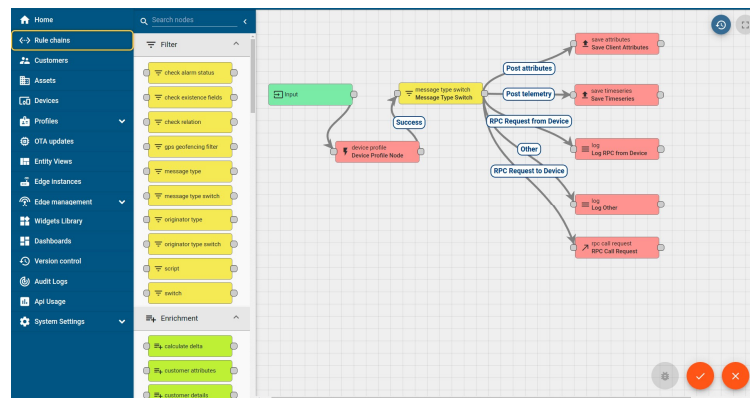 Home
Rule chains
Customers
Assets
Devices
Profiles
OTA updates
Entity Views
Edge instances
Edge management
Widgets Library
Dashboards
Version control
Audit Logs
Api Usage
System Settings
Search nodes
Filter
check alarm status
check existence fields
check relation
gps geofencing filter
message type
message type switch
originator type
originator type switch
script
switch
Enrichment
calculate delta
customer attributes
customer details
Input
device profile
Device Profile Node
Success
message type switch
Message Type Switch
Post attributes
Post telemetry
RPC Request from Device
Other
RPC Request to Device
save attributes
Save Client Attributes
save timeseries
Save Timeseries
log
Log RPC from Device
log
Log Other
rpc call request
RPC Call Request